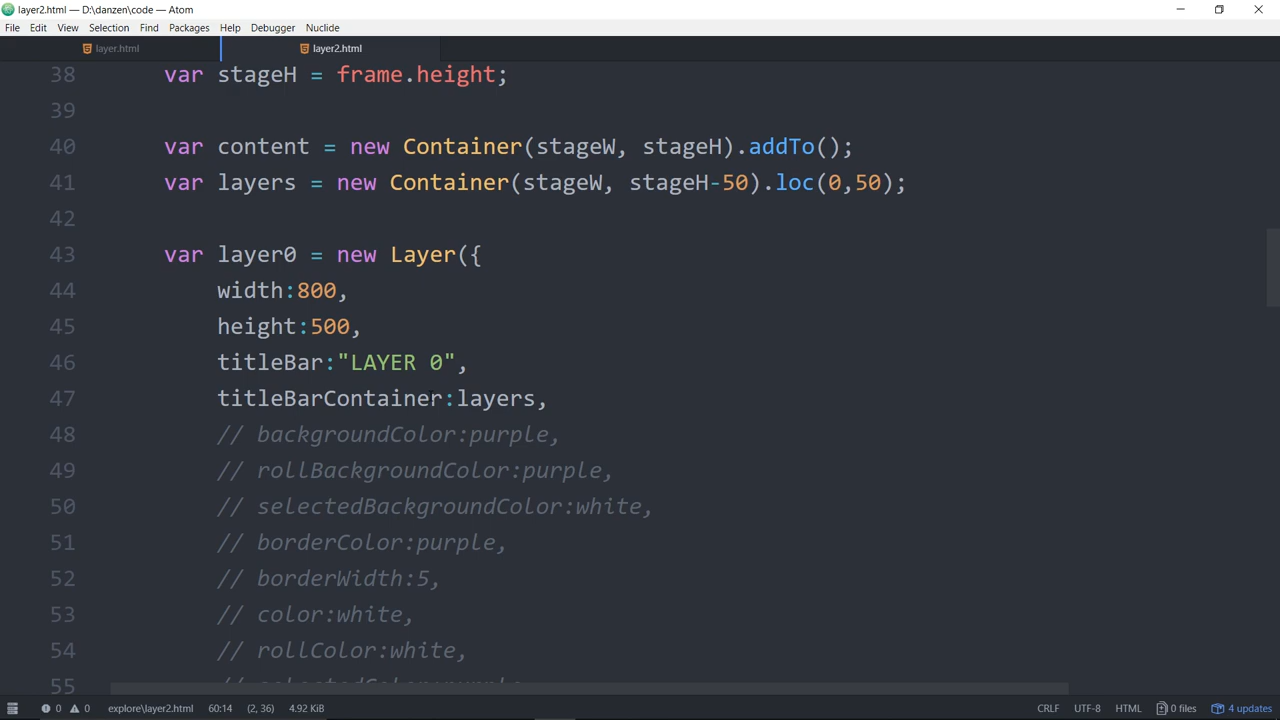 layer2.html — D:\danzen\code — Atom
File Edit View Selection Find Packages Help Debugger Nuclide
layer.html layer2.html
38 var stageH = frame.height;
39
40 var content = new Container(stageW, stageH).addTo();
41 var layers = new Container(stageW, stageH-50).loc(0,50);
42
43 var layer0 = new Layer({
44 width:800,
45 height:500,
46 titleBar:"LAYER 0",
47 titleBarContainer:layers,
48 // backgroundColor:purple,
49 // rollBackgroundColor:purple,
50 // selectedBackgroundColor:white,
51 // borderColor:purple,
52 // borderWidth:5,
53 // color:white,
54 // rollColor:white,
55 // selectedColor:purple
0 0 explore\layer2.html 60:14 (2, 36) 4.92 KiB CRLF UTF-8 HTML 0 files 4 updates